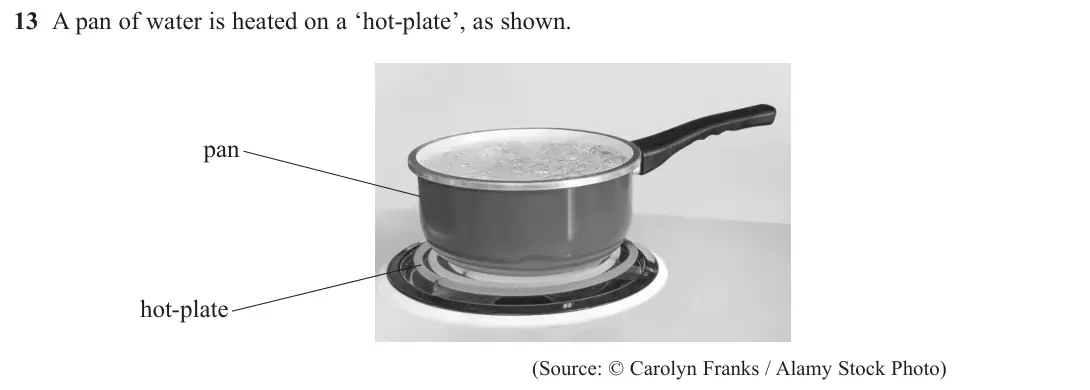 13 A pan of water is heated on a ‘hot-plate’, as shown.
pan
hot-plate
(Source: © Carolyn Franks / Alamy Stock Photo)